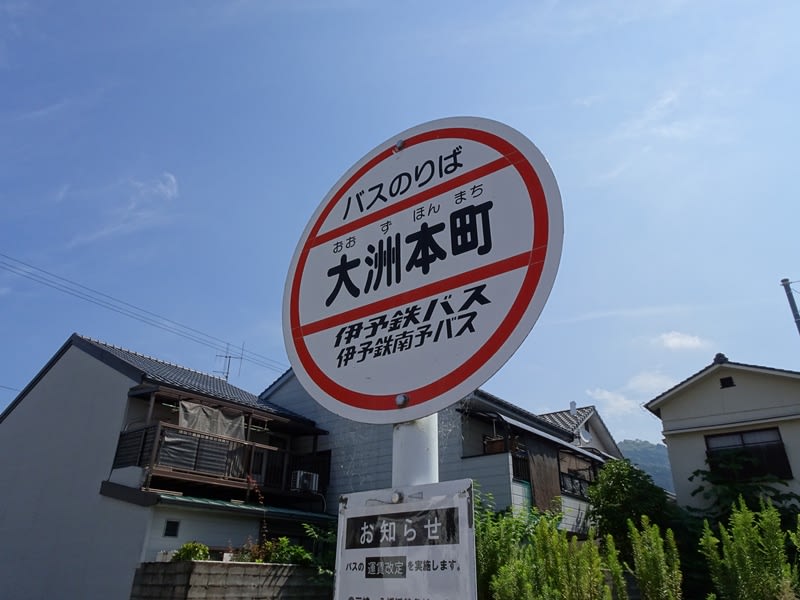 バスのりば
おお ず ほん まち
大洲本町
伊予鉄バス
伊予鉄南予バス
お知らせ
バスの 運賃改定 を実施します。